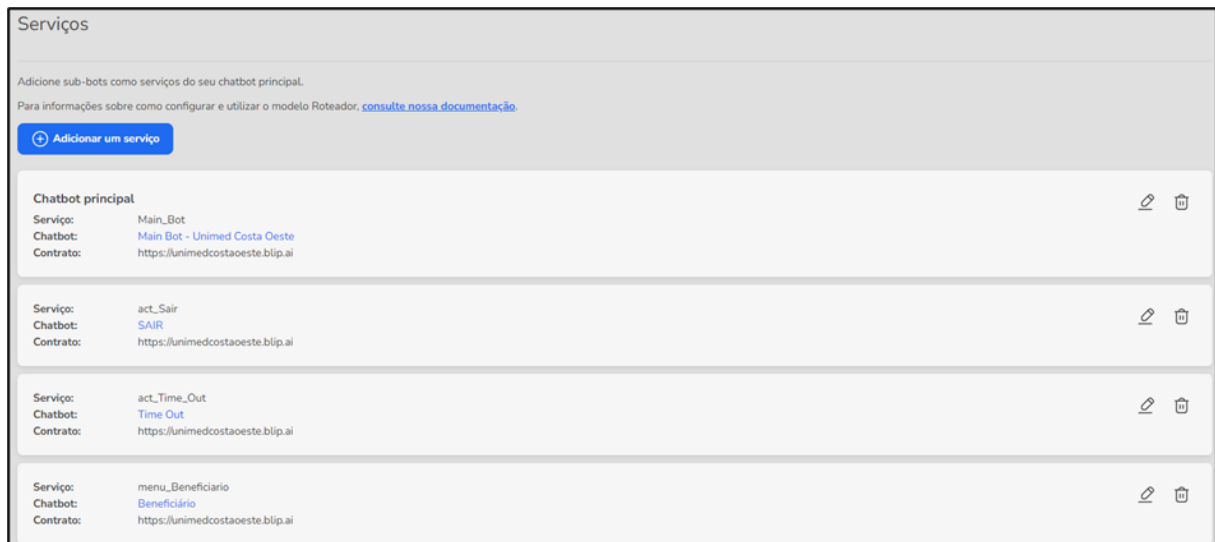 Serviços
Adicione sub-bots como serviços do seu chatbot principal.
Para informações sobre como configurar e utilizar o modelo Roteador, consulte nossa documentação.
Adicionar um serviço
Chatbot principal
Serviço: Main_Bot
Chatbot: Main Bot - Unimed Costa Oeste
Contrato: https://unimedcostaoeste.blip.ai
Serviço: act_Sair
Chatbot: SAIR
Contrato: https://unimedcostaoeste.blip.ai
Serviço: act_Time_Out
Chatbot: Time Out
Contrato: https://unimedcostaoeste.blip.ai
Serviço: menu_Beneficiario
Chatbot: Beneficiário
Contrato: https://unimedcostaoeste.blip.ai